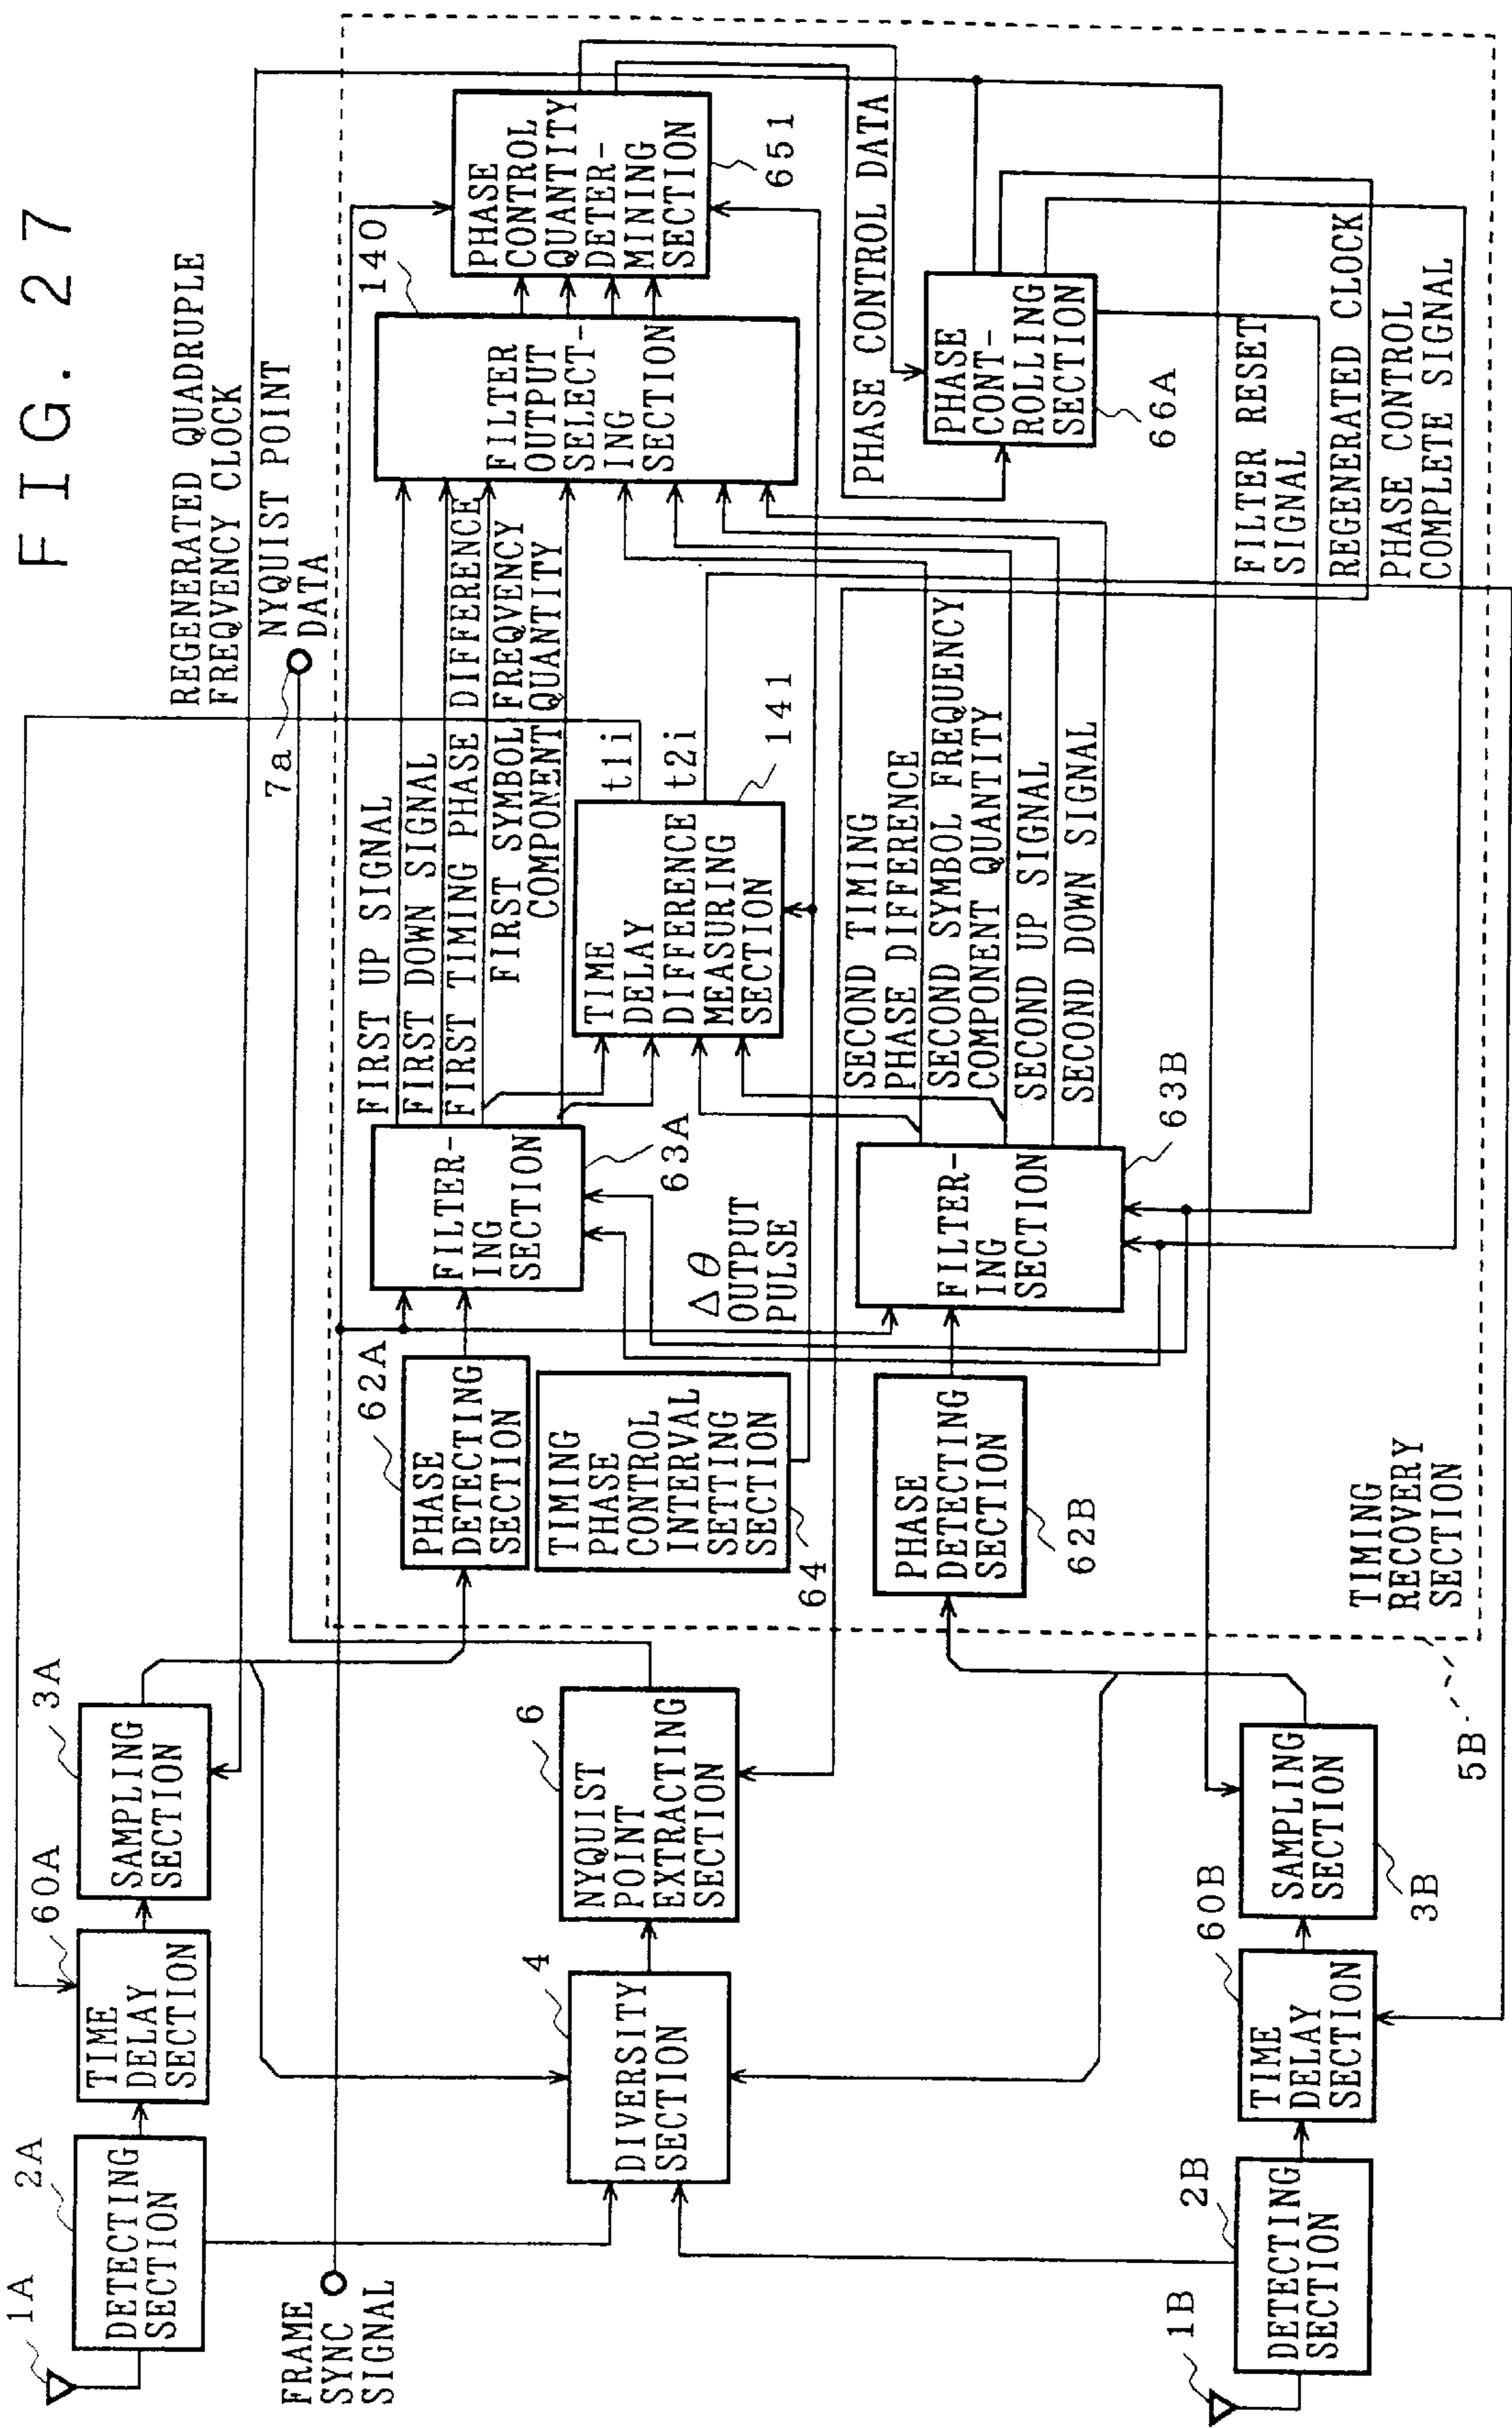 FIG. 27
REGENERATED QUADRUPLE
FREQVENCY CLOCK
NYQUIST POINT
DATA
7a
1A
2A
DETECTING
SECTION
60A
TIME
DELAY
SECTION
3A
SAMPLING
SECTION
FRAME
SYNC
SIGNAL
4
DIVERSITY
SECTION
6
NYQUIST
POINT
EXTRACTING
SECTION
1B
2B
DETECTING
SECTION
60B
TIME
DELAY
SECTION
3B
SAMPLING
SECTION
5B
TIMING
RECOVERY
SECTION
62A
PHASE
DETECTING
SECTION
TIMING
PHASE
CONTROL
INTERVAL
SETTING
SECTION
64
PHASE
DETECTING
SECTION
62B
FILTER-
ING
SECTION
63A
Δθ
OUTPUT
PULSE
FILTER-
ING
SECTION
63B
FIRST UP SIGNAL
FIRST DOWN SIGNAL
FIRST TIMING PHASE DIFFERENCE
FIRST SYMBOL FREQVENCY
COMPONENT QUANTITY
TIME
DELAY
DIFFERENCE
MEASURING
SECTION
t1i
t2i
141
SECOND TIMING
PHASE DIFFERENCE
SECOND SYMBOL FREQUENCY
COMPONENT QUANTITY
SECOND UP SIGNAL
SECOND DOWN SIGNAL
140
FILTER
OUTPUT
SELECT-
ING
SECTION
PHASE
CONTROL
QUANTITY
DETER-
MINING
SECTION
651
PHASE CONTROL DATA
PHASE
CONT-
ROLLING
SECTION
66A
FILTER RESET
SIGNAL
REGENERATED CLOCK
PHASE CONTROL
COMPLETE SIGNAL